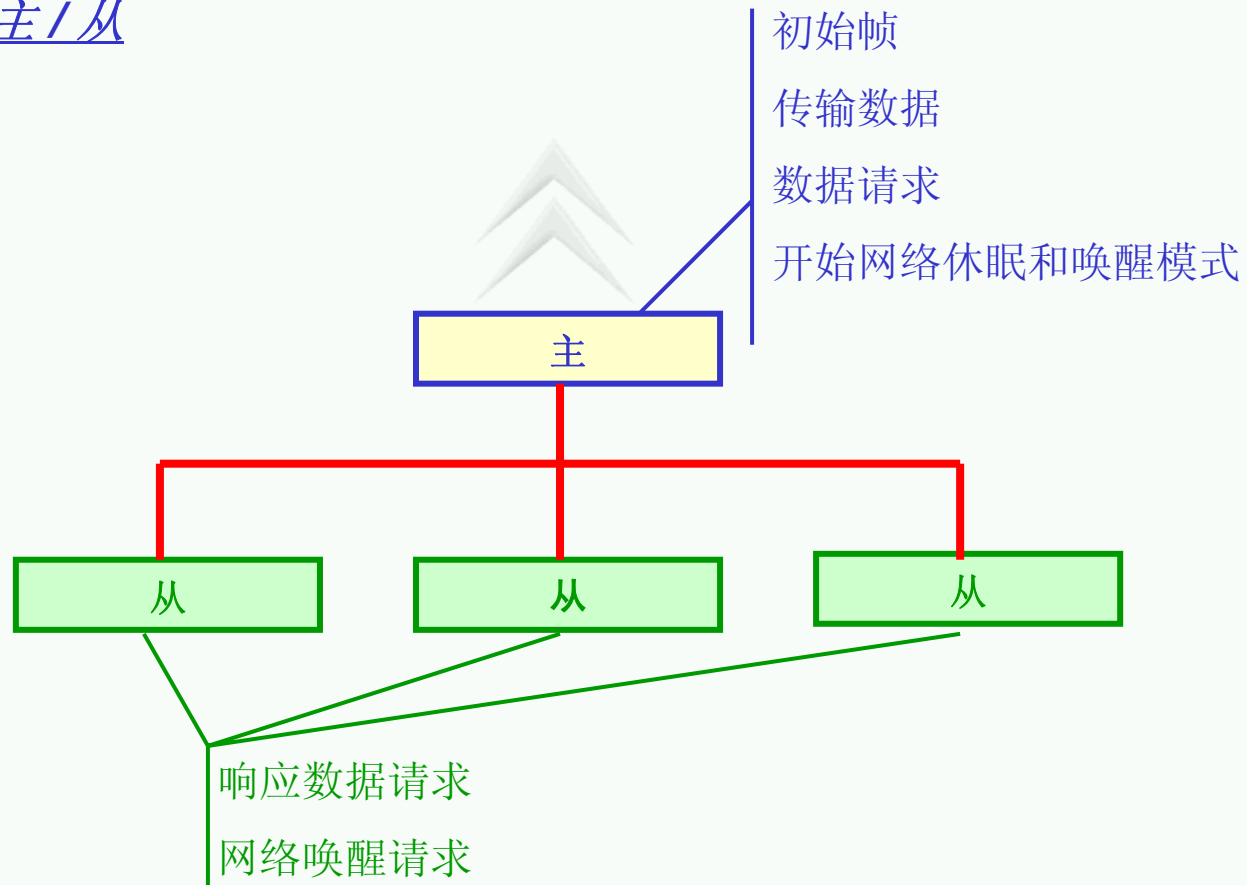 主/从
初始帧
传输数据
数据请求
开始网络休眠和唤醒模式
主
从
从
从
响应数据请求
网络唤醒请求